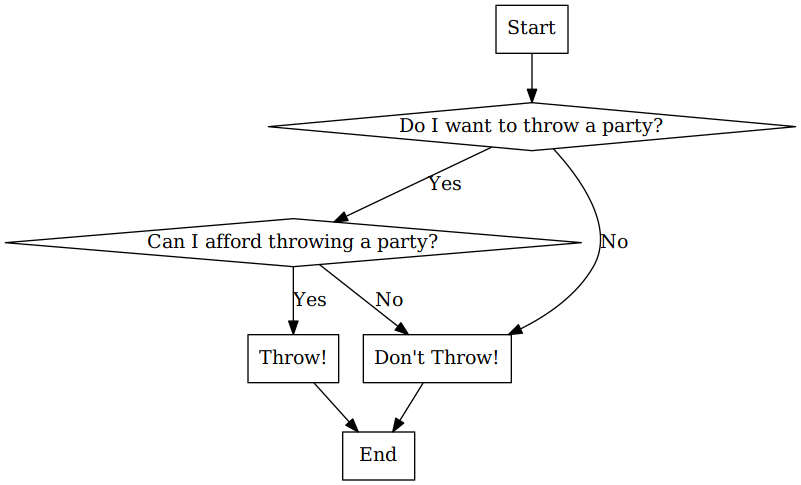 Start
Do I want to throw a party?
Yes
Can I afford throwing a party?
No
Yes
No
Throw!
Don't Throw!
End